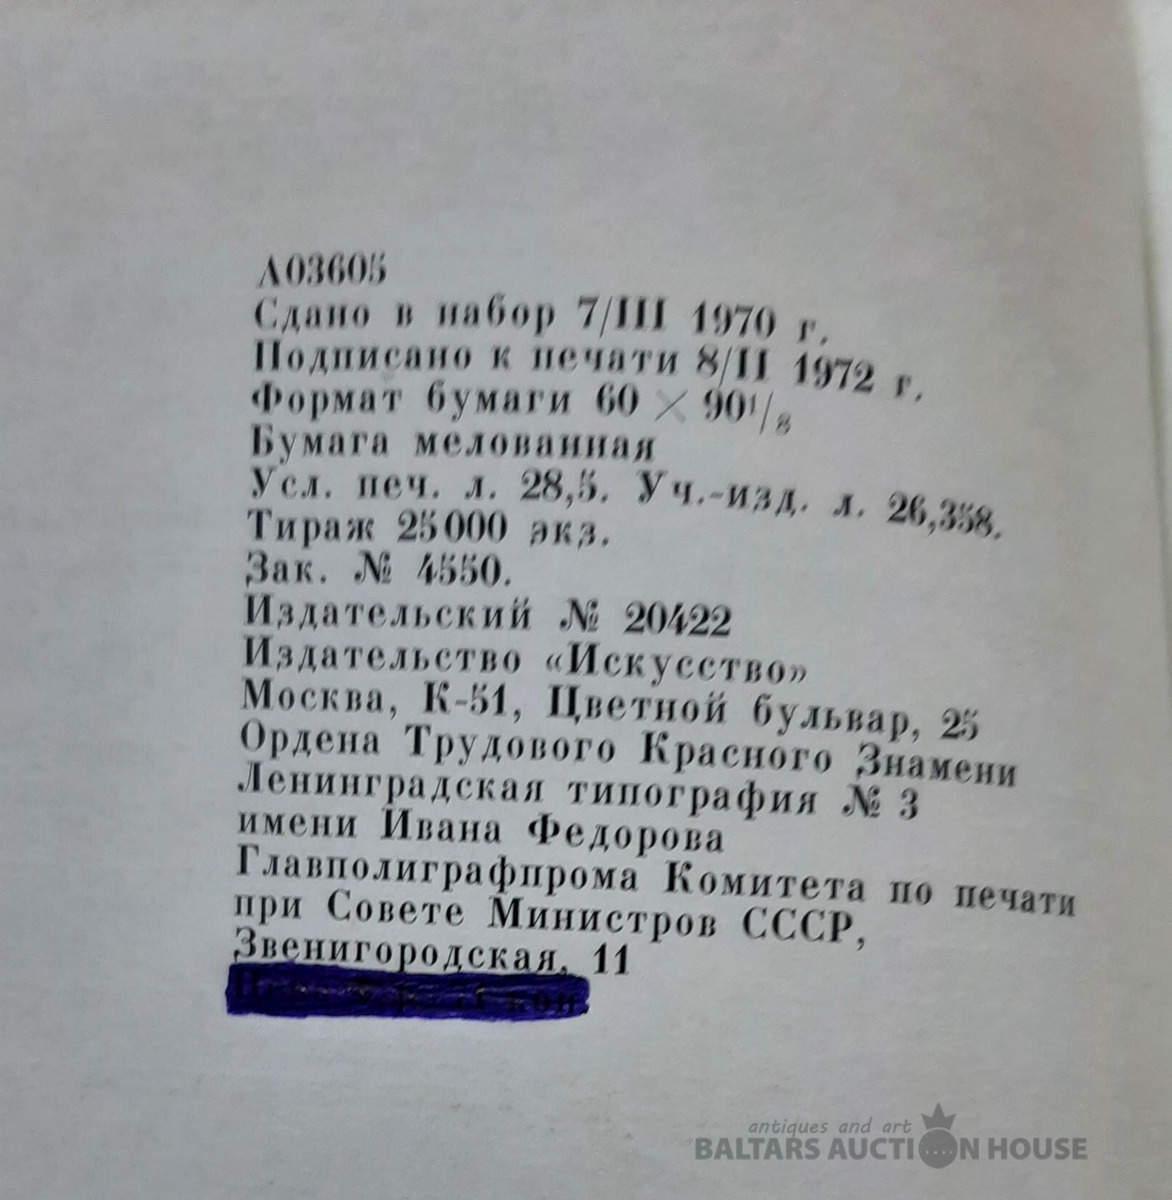 А03605
Сдано в набор 7/III 1970 г.
Подписано к печати 8/II 1972 г.
Формат бумаги 60 × 90¹/₈
Бумага мелованная
Усл. печ. л. 28,5. Уч.-изд. л. 26,358.
Тираж 25 000 экз.
Зак. № 4550.
Издательский № 20422
Издательство «Искусство»
Москва, К-51, Цветной бульвар, 25
Ордена Трудового Красного Знамени
Ленинградская типография № 3
имени Ивана Федорова
Главполиграфпрома Комитета по печати
при Совете Министров СССР,
Звенигородская, 11
коп.
antiques and art
BALTARS AUCTION HOUSE